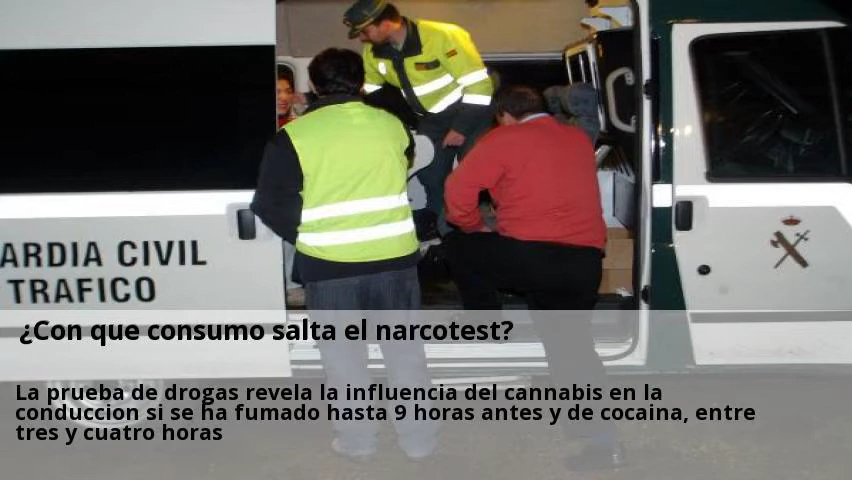 ARDIA CIVIL
TRAFICO
¿Con que consumo salta el narcotest?
La prueba de drogas revela la influencia del cannabis en la
conduccion si se ha fumado hasta 9 horas antes y de cocaina, entre
tres y cuatro horas